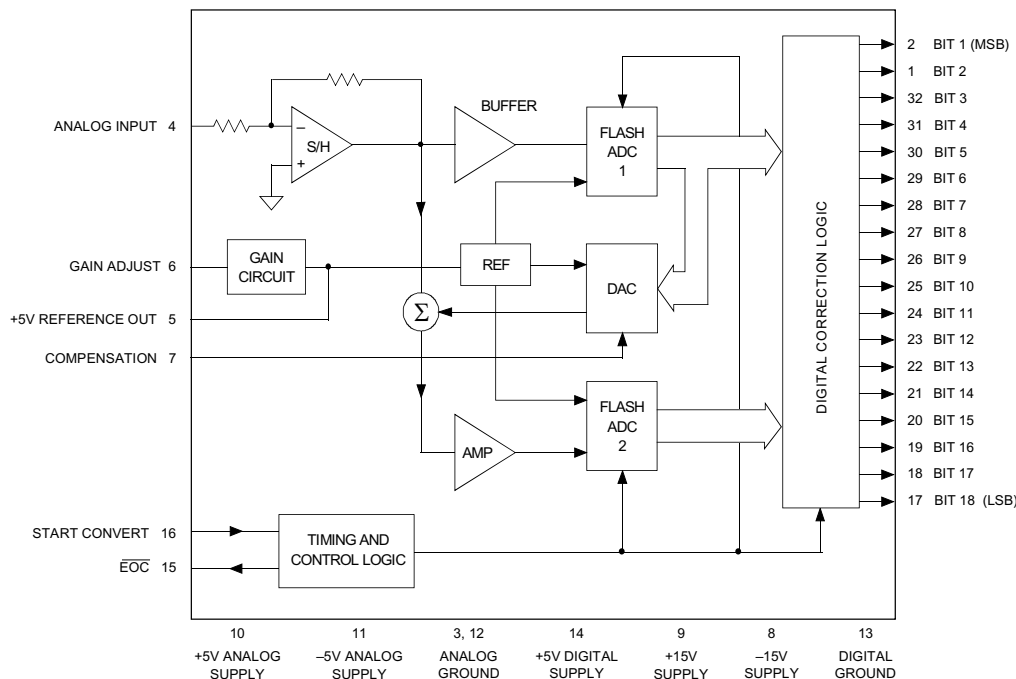 ANALOG INPUT 4
GAIN ADJUST 6
+5V REFERENCE OUT 5
COMPENSATION 7
START CONVERT 16
EOC 15
S/H
–
+
BUFFER
FLASH
ADC
1
GAIN
CIRCUIT
REF
DAC
Σ
AMP
FLASH
ADC
2
TIMING AND
CONTROL LOGIC
DIGITAL CORRECTION LOGIC
2 BIT 1 (MSB)
1 BIT 2
32 BIT 3
31 BIT 4
30 BIT 5
29 BIT 6
28 BIT 7
27 BIT 8
26 BIT 9
25 BIT 10
24 BIT 11
23 BIT 12
22 BIT 13
21 BIT 14
20 BIT 15
19 BIT 16
18 BIT 17
17 BIT 18 (LSB)
10
+5V ANALOG
SUPPLY
11
–5V ANALOG
SUPPLY
3, 12
ANALOG
GROUND
14
+5V DIGITAL
SUPPLY
9
+15V
SUPPLY
8
–15V
SUPPLY
13
DIGITAL
GROUND